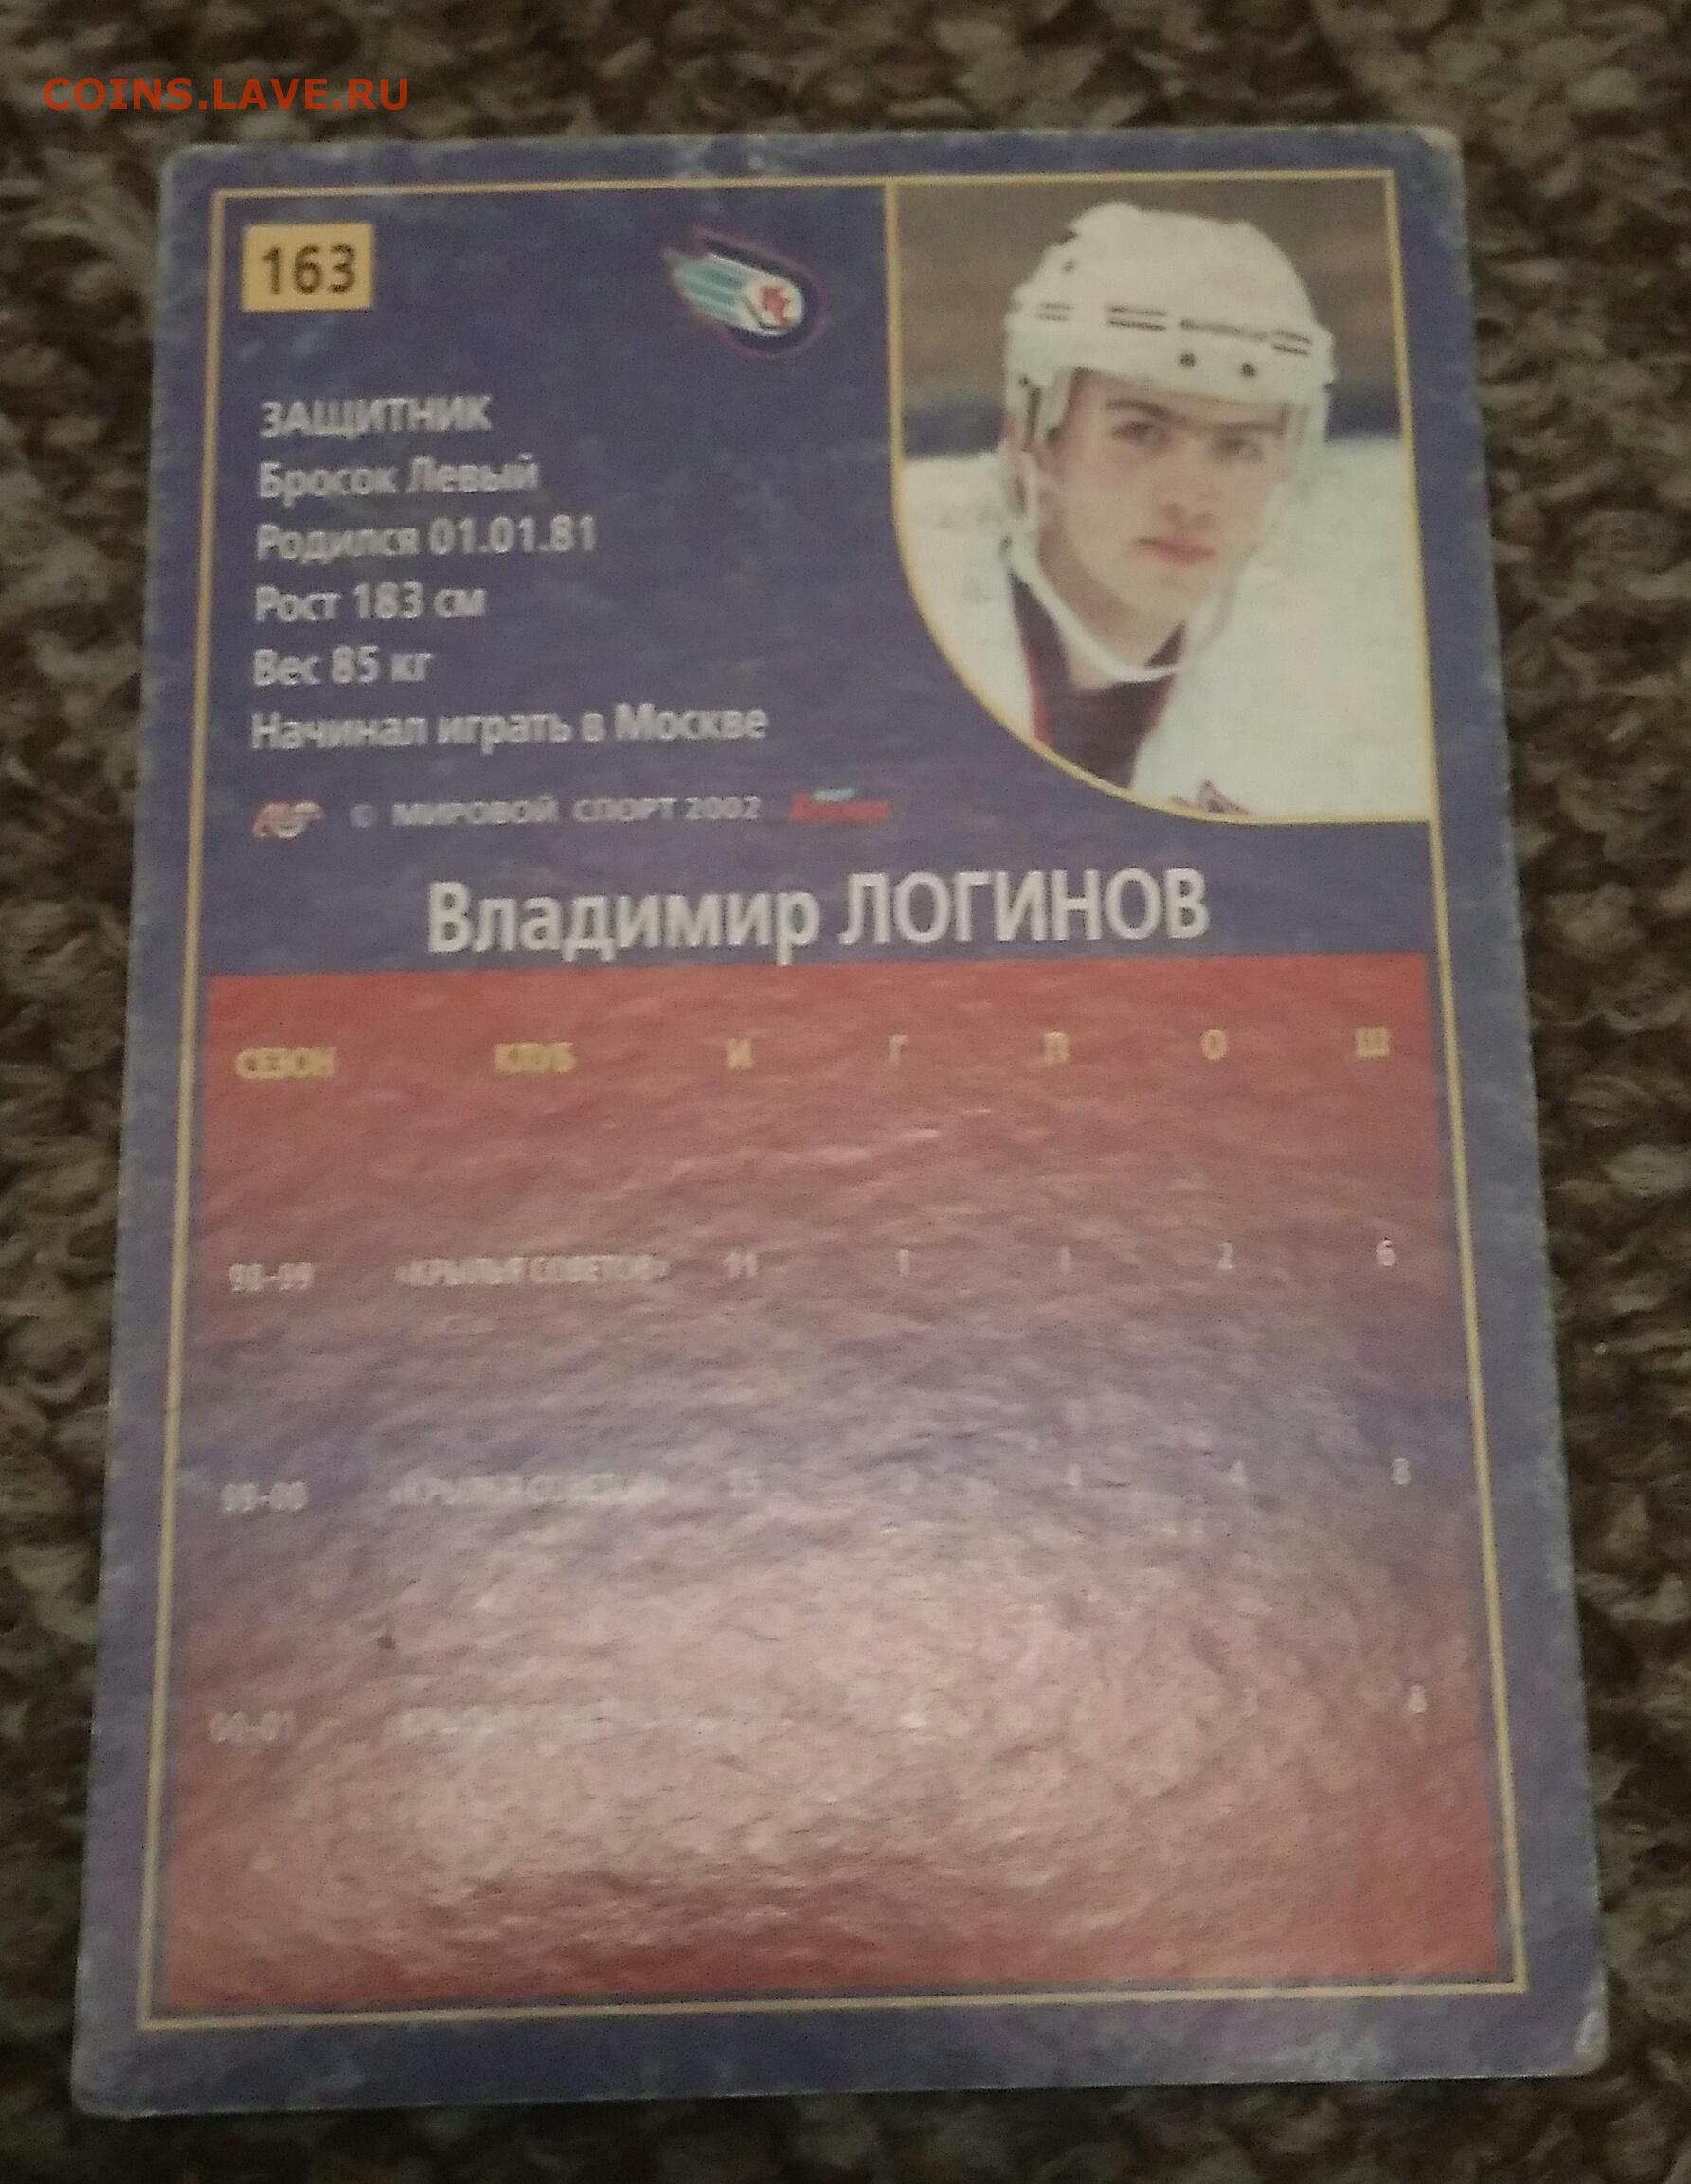 COINS.LAVE.RU
163
ЗАЩИТНИК
Бросок Левый
Родился 01.01.81
Рост 183 см
Вес 85 кг
Начинал играть в Москве
© МИРОВОЙ СПОРТ 2002
Владимир ЛОГИНОВ
СЕЗОН КЛУБ И Г П О Ш
98-99 «КРЫЛЬЯ СОВЕТОВ» 11 1 1 2 6
99-00 «КРЫЛЬЯ СОВЕТОВ» 4 4 8
00-01 3 8